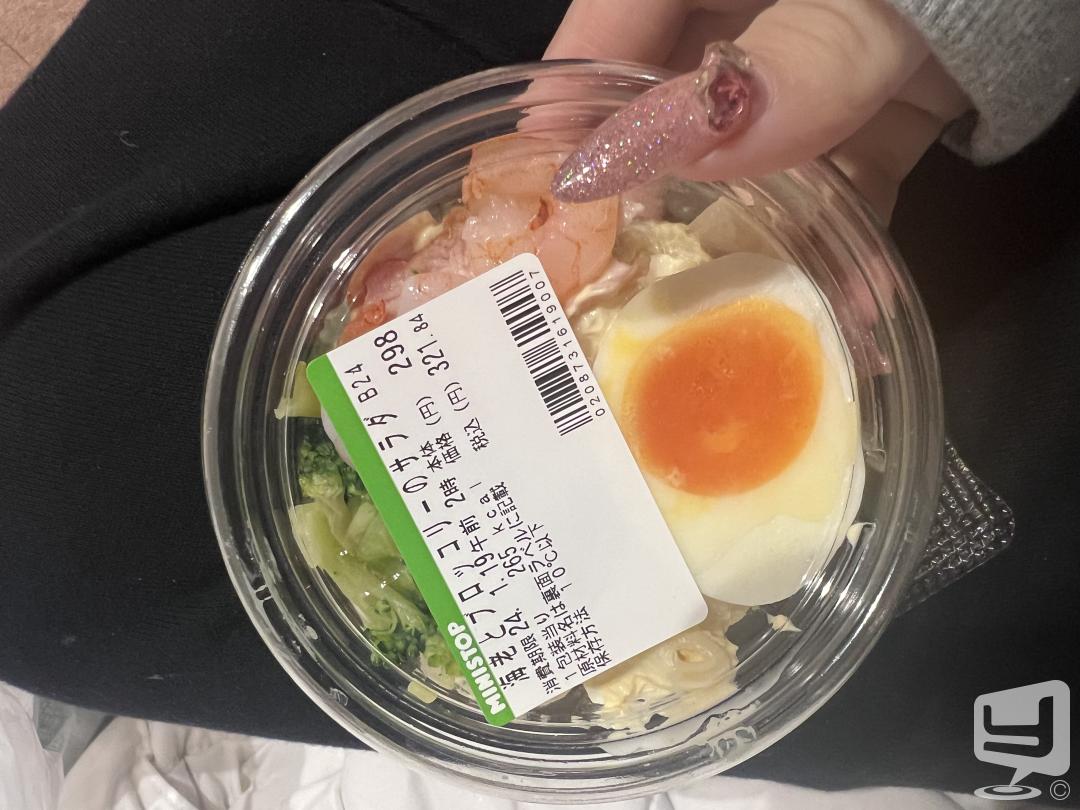 MINISTOP
海老とブロッコリーのサラダ B24
消費期限 24. 1.19午前 2時 本体価格 (円) 298
1包装当り 265 Kcal 税込 (円) 321.84
原材料名は裏面ラベルに記載
保存方法 10℃以下
0208731619007